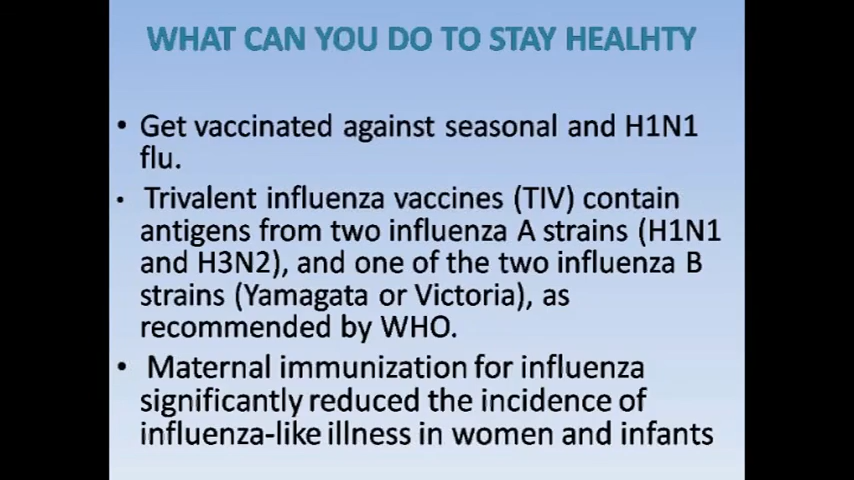 WHAT CAN YOU DO TO STAY HEALHTY
• Get vaccinated against seasonal and H1N1
flu.
• Trivalent influenza vaccines (TIV) contain
antigens from two influenza A strains (H1N1
and H3N2), and one of the two influenza B
strains (Yamagata or Victoria), as
recommended by WHO.
• Maternal immunization for influenza
significantly reduced the incidence of
influenza-like illness in women and infants